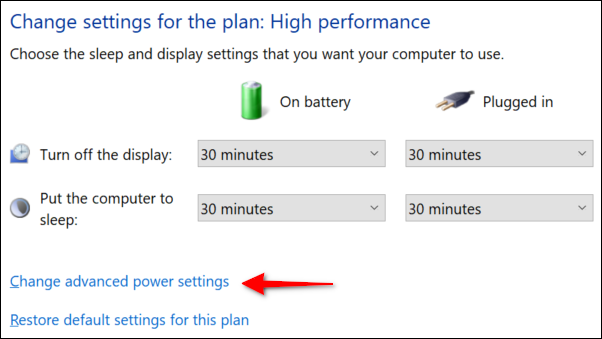 Change settings for the plan: High performance
Choose the sleep and display settings that you want your computer to use.
On battery Plugged in
Turn off the display: 30 minutes 30 minutes
Put the computer to
sleep: 30 minutes 30 minutes
Change advanced power settings
Restore default settings for this plan